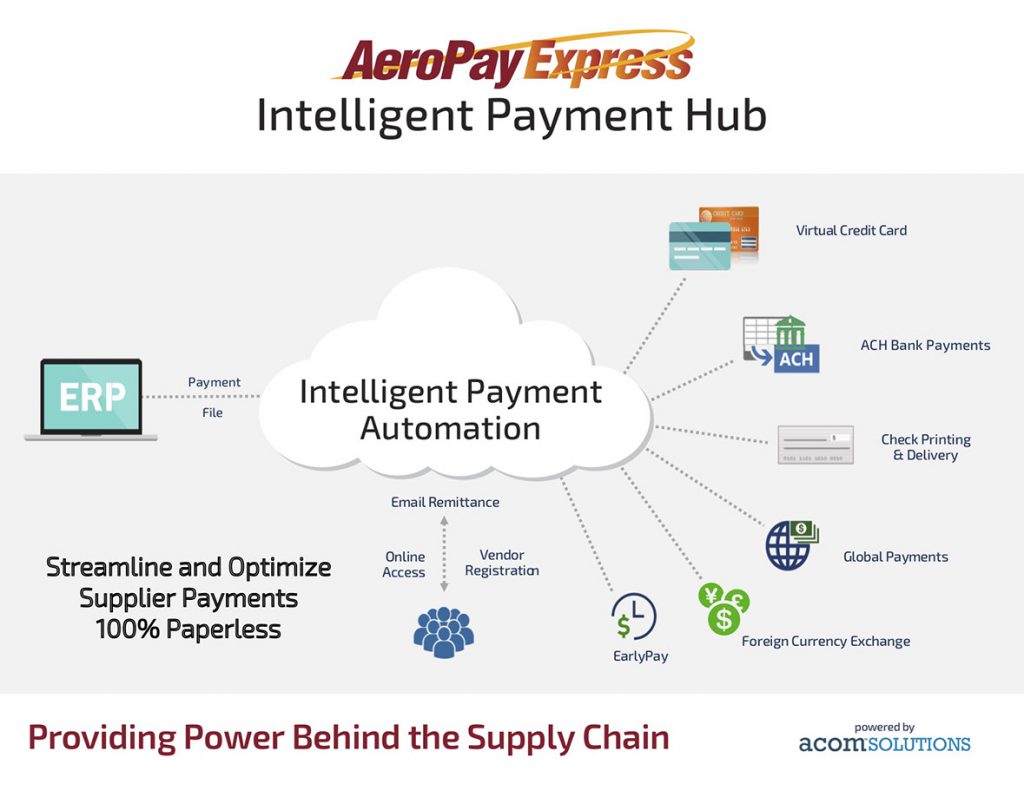 AeroPay Express
Intelligent Payment Hub
CREDIT CARD
Virtual Credit Card
ACH
ACH Bank Payments
ERP
Payment
File
Intelligent Payment
Automation
$
Check Printing
& Delivery
Email Remittance
Online
Access
Vendor
Registration
$
Global Payments
Streamline and Optimize
Supplier Payments
100% Paperless
$
EarlyPay
¥
£
$
Foreign Currency Exchange
Providing Power Behind the Supply Chain
powered by
acom SOLUTIONS